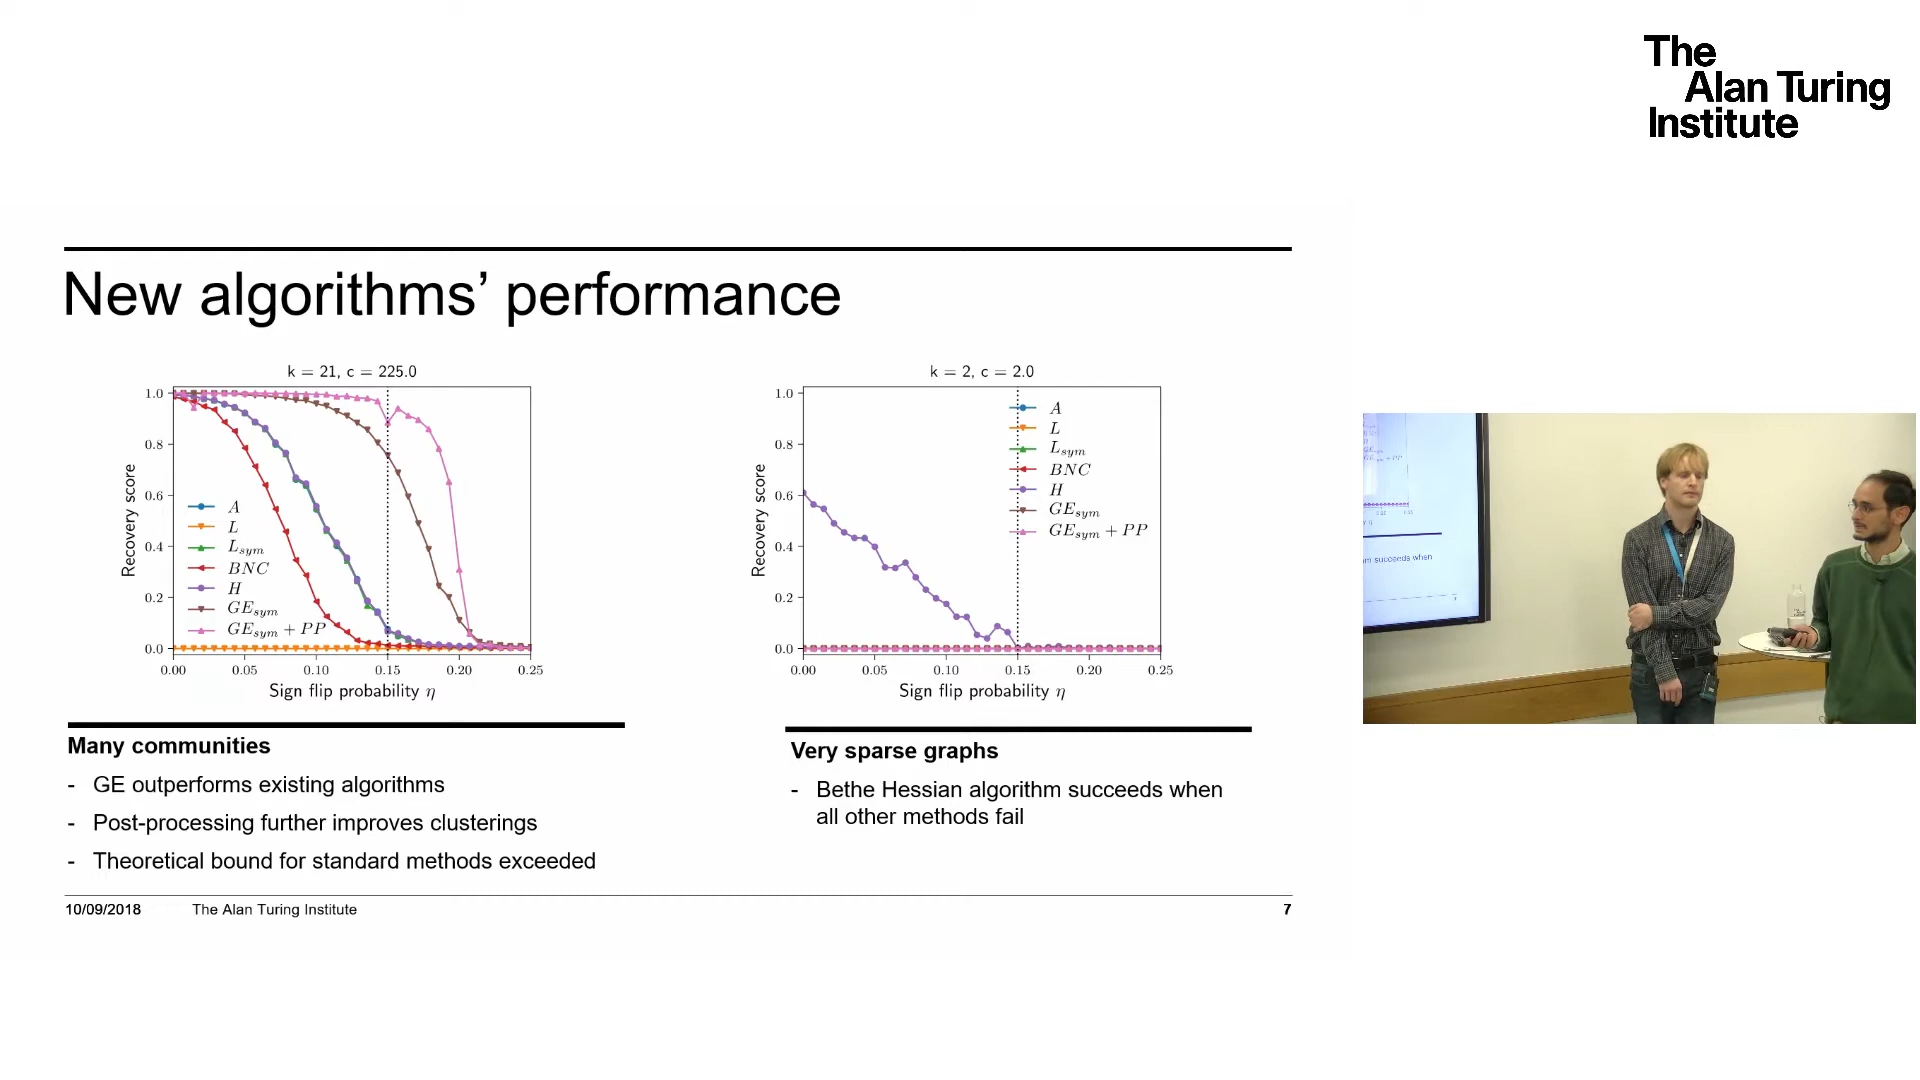 The
Alan Turing
Institute
New algorithms’ performance
k = 21, c = 225.0
1.0
0.8
0.6
0.4
0.2
0.0
Recovery score
A
L
L_sym
BNC
H
GE_sym
GE_sym + PP
0.00 0.05 0.10 0.15 0.20 0.25
Sign flip probability η
k = 2, c = 2.0
1.0
0.8
0.6
0.4
0.2
0.0
Recovery score
A
L
L_sym
BNC
H
GE_sym
GE_sym + PP
0.00 0.05 0.10 0.15 0.20 0.25
Sign flip probability η
Many communities
- GE outperforms existing algorithms
- Post-processing further improves clusterings
- Theoretical bound for standard methods exceeded
Very sparse graphs
- Bethe Hessian algorithm succeeds when
all other methods fail
10/09/2018 The Alan Turing Institute 7
succeeds when